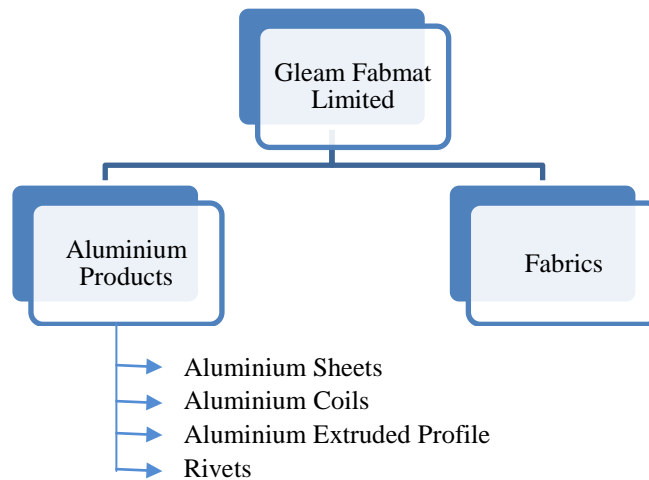 Gleam Fabmat
Limited
Aluminium
Products
Fabrics
Aluminium Sheets
Aluminium Coils
Aluminium Extruded Profile
Rivets